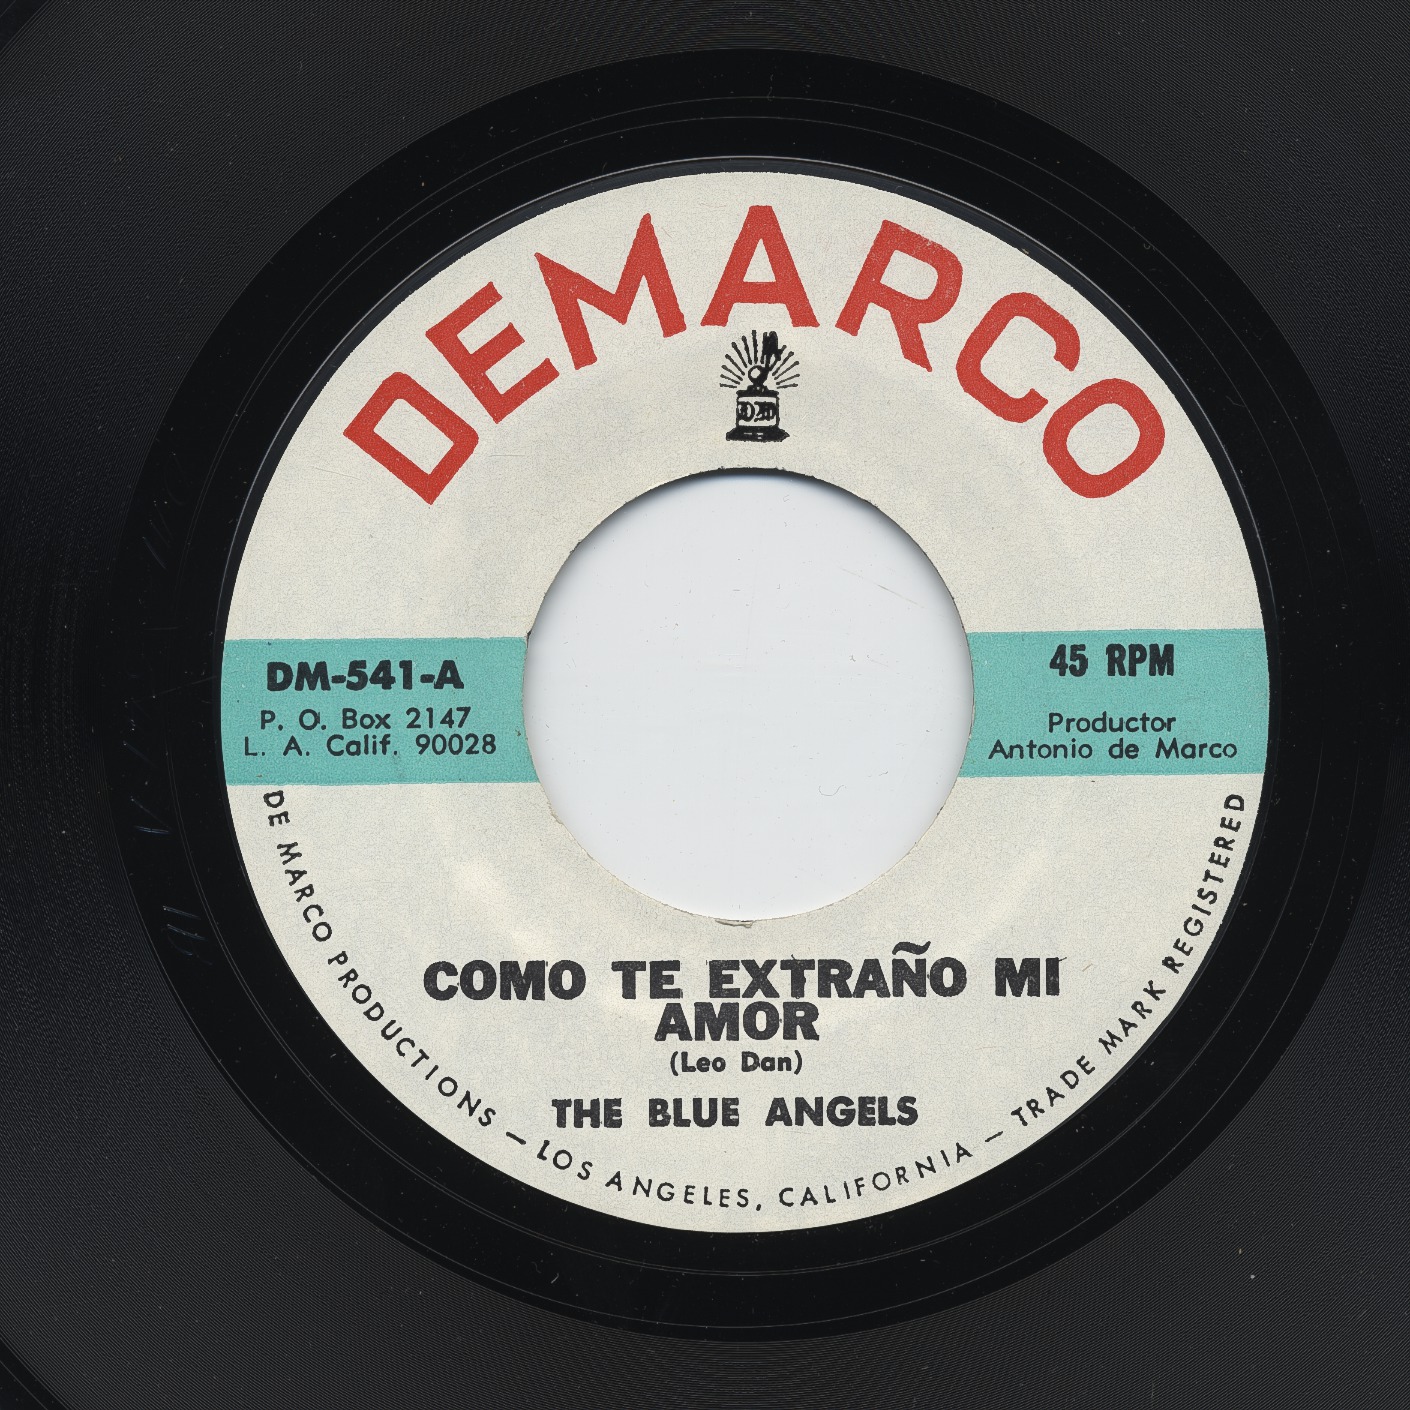 DEMARCO
DM-541-A
P. O. Box 2147
L. A. Calif. 90028
45 RPM
Productor
Antonio de Marco
COMO TE EXTRAÑO MI
AMOR
(Leo Dan)
THE BLUE ANGELS
DE MARCO PRODUCTIONS — LOS ANGELES, CALIFORNIA — TRADE MARK REGISTERED